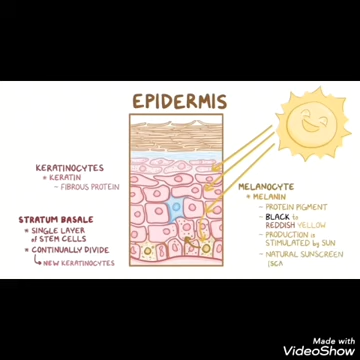 EPIDERMIS
KERATINOCYTES
* KERATIN
- FIBROUS PROTEIN
STRATUM BASALE
* SINGLE LAYER
of STEM CELLS
* CONTINUALLY DIVIDE
↳ NEW KERATINOCYTES
MELANOCYTE
* MELANIN
- PROTEIN PIGMENT
- BLACK to
REDDISH YELLOW
- PRODUCTION is
STIMULATED by SUN
- NATURAL SUNSCREEN
Made with
VideoShow